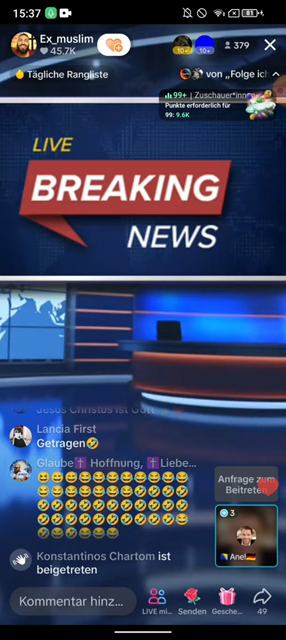 15:37
81
Ex_muslim
45.7K
10+
10+
379
Tägliche Rangliste
von „Folge ich
99+ | Zuschauer*innen
Punkte erforderlich für
99: 9.6K
LIVE
BREAKING
NEWS
Jesus Christus ist Gott
Lancia First
Getragen🤣
Glaube✝️ Hoffnung, ✝️Liebe...
Anfrage zum
Beitreten
3
Anel🇩🇪
Konstantinos Chartom ist
beigetreten
Kommentar hinz...
LIVE mi...
Senden
Gesche...
49